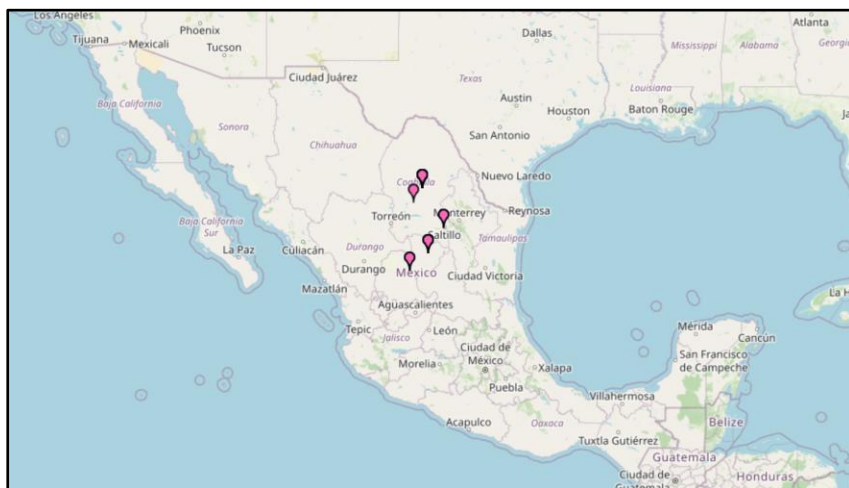 Los Angeles
Phoenix
Dallas
Atlanta
Tijuana
Mexicali
Tucson
Mississippi
Alabama
Georgia
Ciudad Juárez
Texas
Louisiana
Baja California
Sonora
Austin
Baton Rouge
Houston
Chihuahua
San Antonio
Coahuila
Nuevo Laredo
Baja California
Sur
Torreón
Monterrey
Reynosa
Saltillo
La Paz
Culiacán
Durango
Tamaulipas
Durango
México
Ciudad Victoria
Mazatlán
Aguascalientes
La H
Tepic
León
Mérida
Cancún
Jalisco
Ciudad de
México
Xalapa
San Francisco
de Campeche
Morelia
Puebla
Villahermosa
Acapulco
Oaxaca
Belize
Tuxtla Gutiérrez
Guatemala
Ciudad de
Guatemala
Honduras